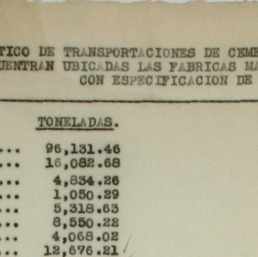 TICO DE TRANSPORTACIONES DE CEME
UENTRAN UBICADAS LAS FABRICAS MA
CON ESPECIFICACION DE
TONELADAS.
... 96,131.46
... 16,082.68
... 4,834.26
... 1,050.29
... 5,318.63
... 8,550.22
... 4,068.02
... 12,676.21